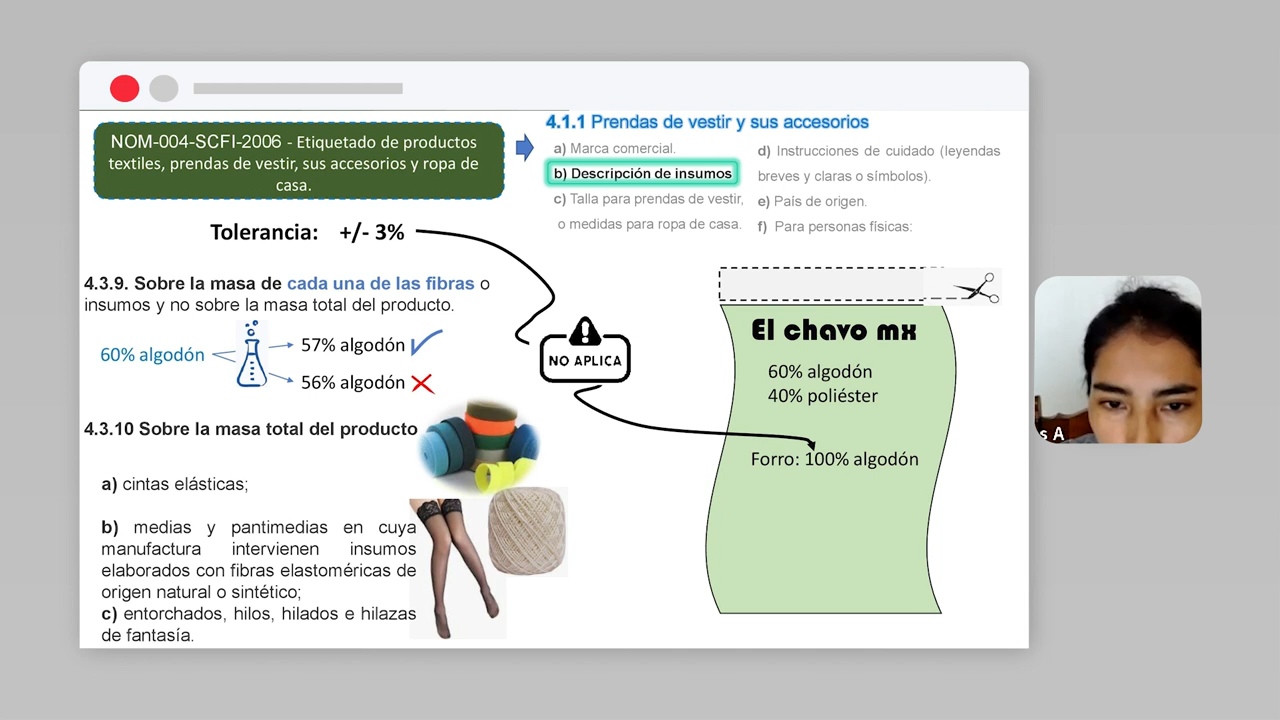 NOM-004-SCFI-2006 - Etiquetado de productos
textiles, prendas de vestir, sus accesorios y ropa de
casa.
4.1.1 Prendas de vestir y sus accesorios
a) Marca comercial.
b) Descripción de insumos
c) Talla para prendas de vestir,
o medidas para ropa de casa.
d) Instrucciones de cuidado (leyendas
breves y claras o símbolos).
e) País de origen.
f) Para personas físicas:
Tolerancia: +/- 3%
4.3.9. Sobre la masa de cada una de las fibras o
insumos y no sobre la masa total del producto.
60% algodón
57% algodón
56% algodón
NO APLICA
4.3.10 Sobre la masa total del producto
a) cintas elásticas;
b) medias y pantimedias en cuya
manufactura intervienen insumos
elaborados con fibras elastoméricas de
origen natural o sintético;
c) entorchados, hilos, hilados e hilazas
de fantasía.
El chavo mx
60% algodón
40% poliéster
Forro: 100% algodón
s A